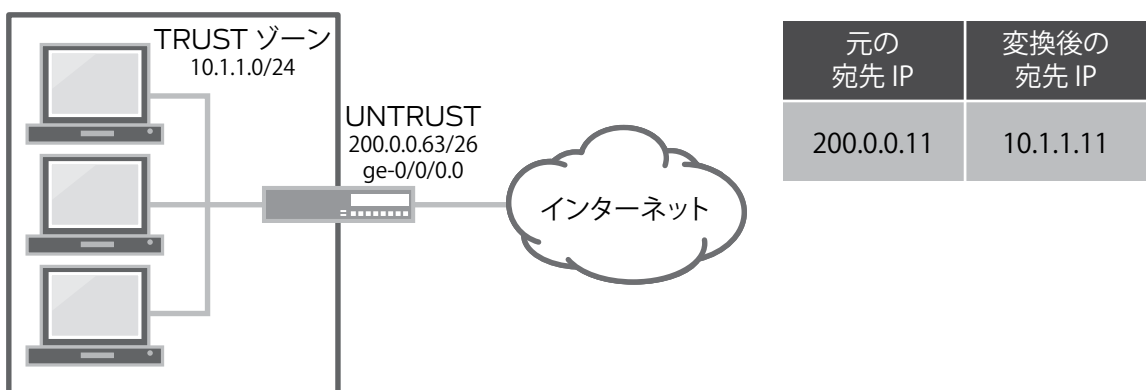 TRUST ゾーン
10.1.1.0/24
UNTRUST
200.0.0.63/26
ge-0/0/0.0
インターネット
元の
宛先 IP
変換後の
宛先 IP
200.0.0.11
10.1.1.11